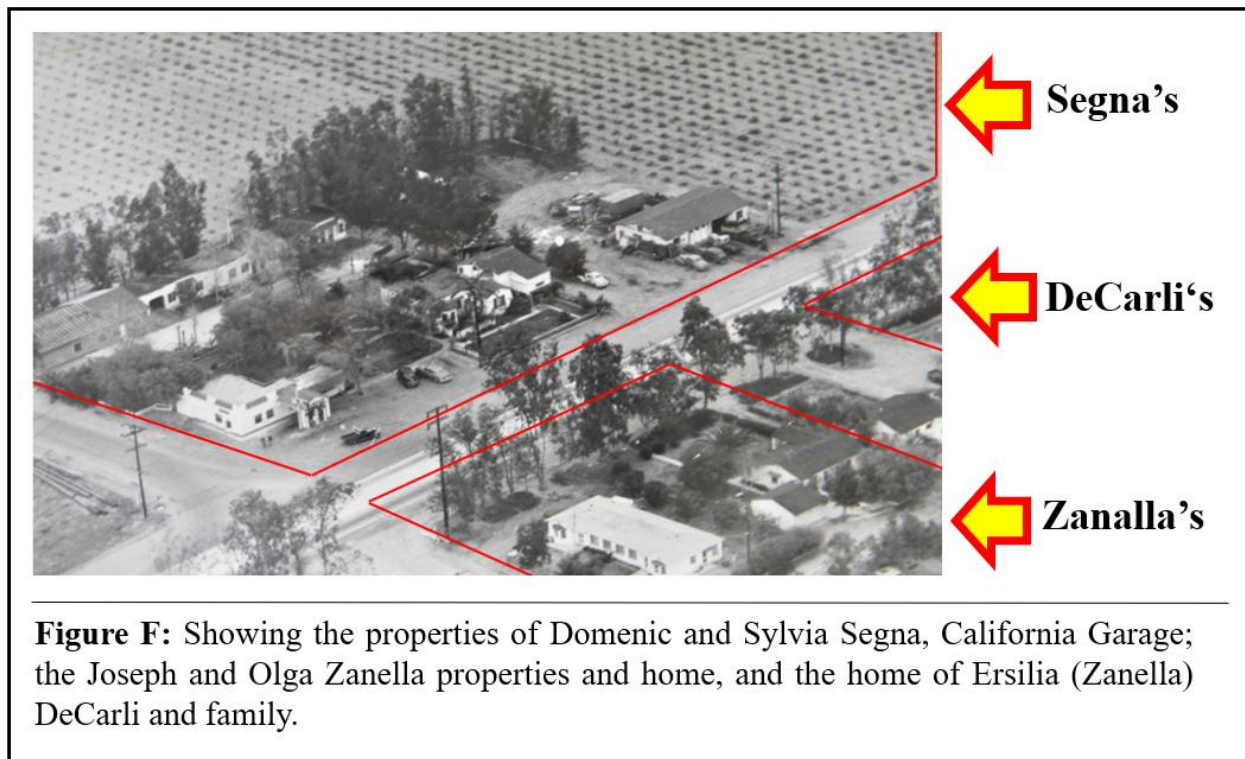 Segna’s
DeCarli‘s
Zanalla’s
Figure F: Showing the properties of Domenic and Sylvia Segna, California Garage;
the Joseph and Olga Zanella properties and home, and the home of Ersilia (Zanella)
DeCarli and family.